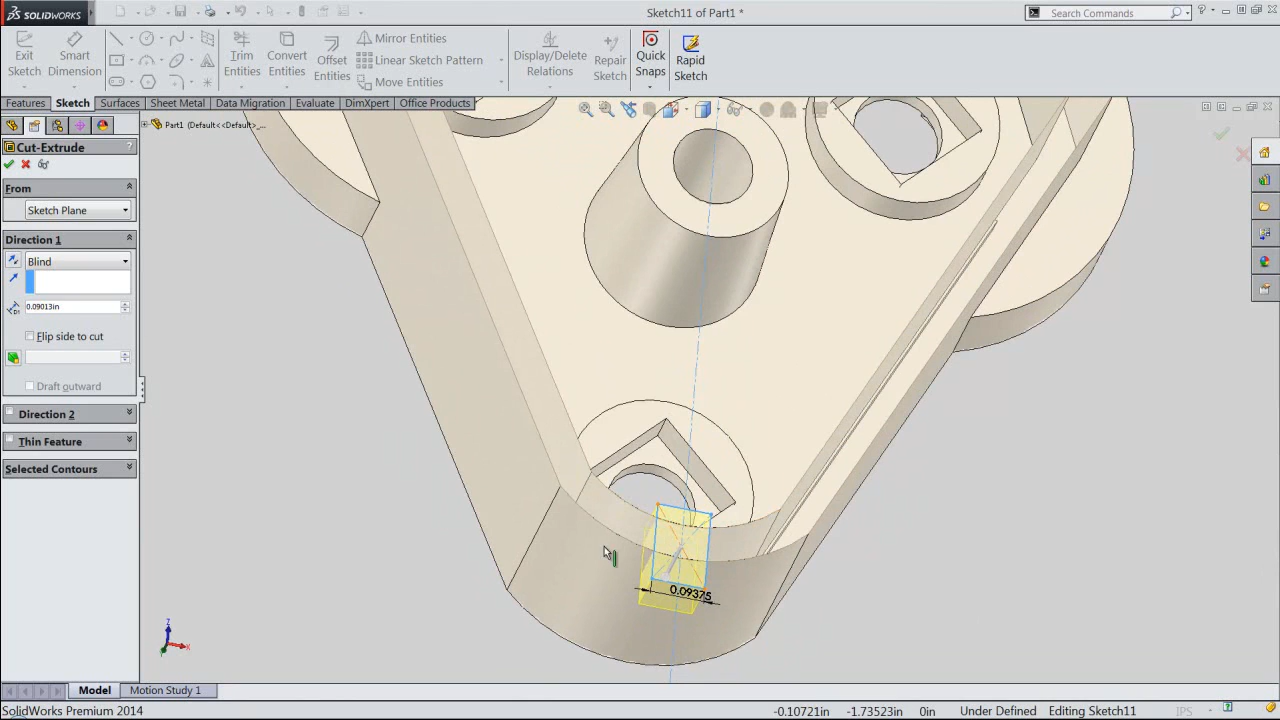 SOLIDWORKS
Sketch11 of Part1 *
Search Commands
Exit Sketch
Smart Dimension
Trim Entities
Convert Entities
Offset Entities
Mirror Entities
Linear Sketch Pattern
Move Entities
Display/Delete Relations
Repair Sketch
Quick Snaps
Rapid Sketch
Features
Sketch
Surfaces
Sheet Metal
Data Migration
Evaluate
DimXpert
Office Products
Part1 (Default<<Default>_...
Cut-Extrude
?
From
Sketch Plane
Direction 1
Blind
0.09013in
Flip side to cut
Draft outward
Direction 2
Thin Feature
Selected Contours
0.09375
Z
X
Model
Motion Study 1
SolidWorks Premium 2014
-0.10721in
-1.73523in
0in
Under Defined
Editing Sketch11
IPS